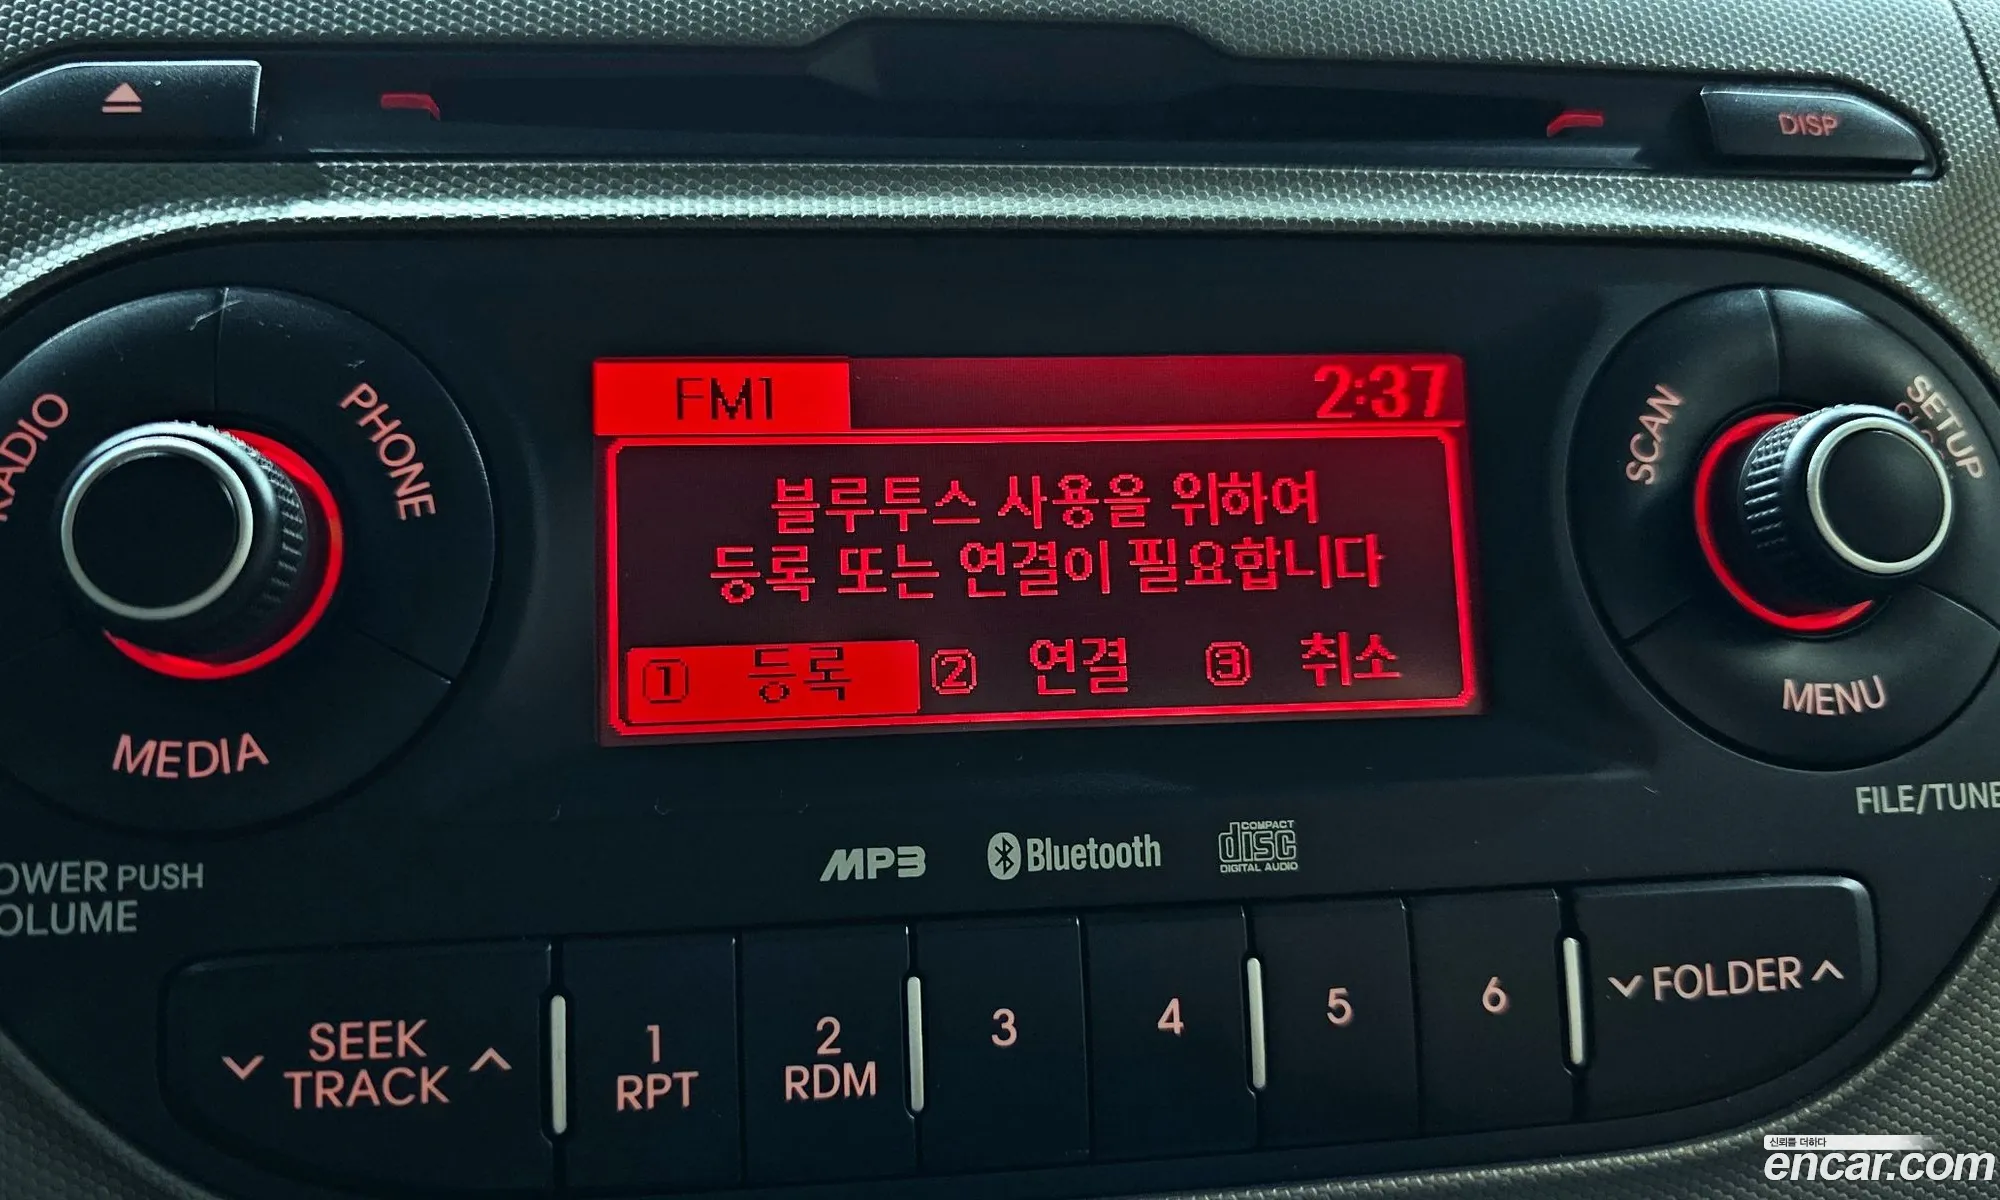 DISP
RADIO
PHONE
MEDIA
FM1
2:37
블루투스 사용을 위하여
등록 또는 연결이 필요합니다
① 등록 ② 연결 ③ 취소
SCAN
SETUP
MENU
FILE/TUNE
POWER PUSH
VOLUME
MP3
Bluetooth
COMPACT
disc
DIGITAL AUDIO
SEEK
TRACK
1
RPT
2
RDM
3
4
5
6
FOLDER
신뢰를 더하다
encar.com